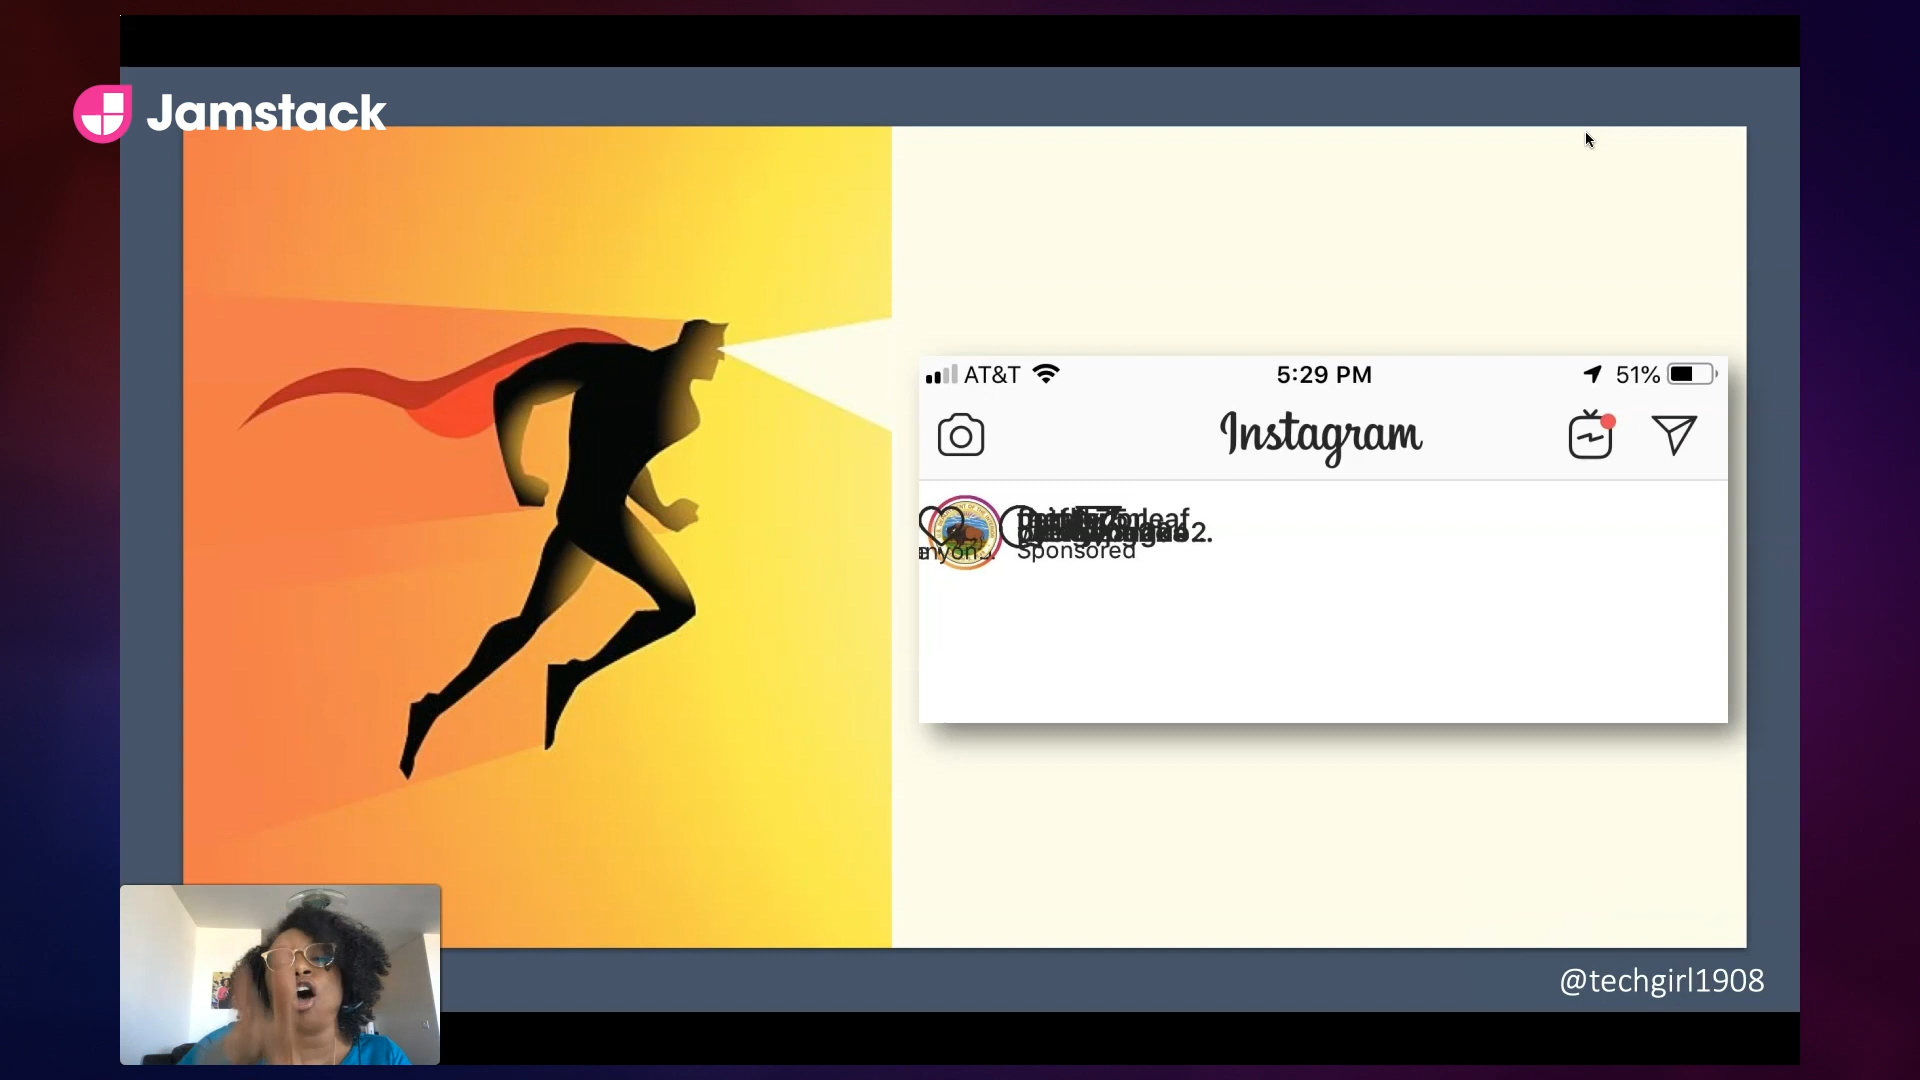 Jamstack
AT&T 5:29 PM 51%
Instagram
Sponsored
@techgirl1908